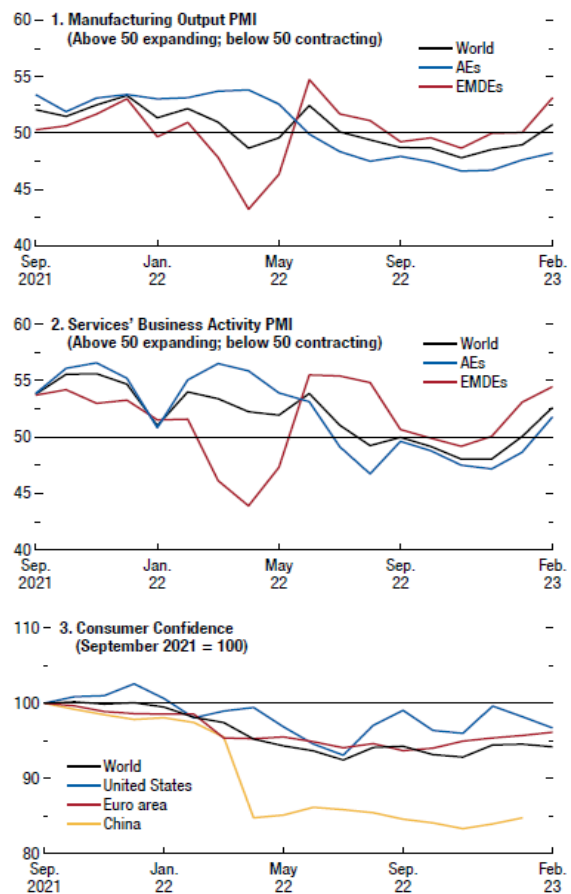 60
1. Manufacturing Output PMI
(Above 50 expanding; below 50 contracting)
World
AEs
EMDEs
55
50
45
40
Sep.
2021
Jan.
22
May
22
Sep.
22
Feb.
23
60
2. Services' Business Activity PMI
(Above 50 expanding; below 50 contracting)
World
AEs
EMDEs
55
50
45
40
Sep.
2021
Jan.
22
May
22
Sep.
22
Feb.
23
110
3. Consumer Confidence
(September 2021 = 100)
100
90
World
United States
Euro area
China
80
Sep.
2021
Jan.
22
May
22
Sep.
22
Feb.
23